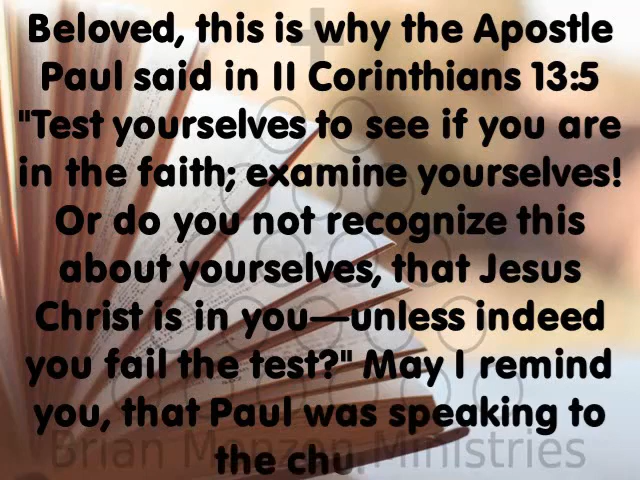 Beloved, this is why the Apostle
Paul said in II Corinthians 13:5
"Test yourselves to see if you are
in the faith; examine yourselves!
Or do you not recognize this
about yourselves, that Jesus
Christ is in you—unless indeed
you fail the test?" May I remind
you, that Paul was speaking to
the chu
Brian Monzon Ministries